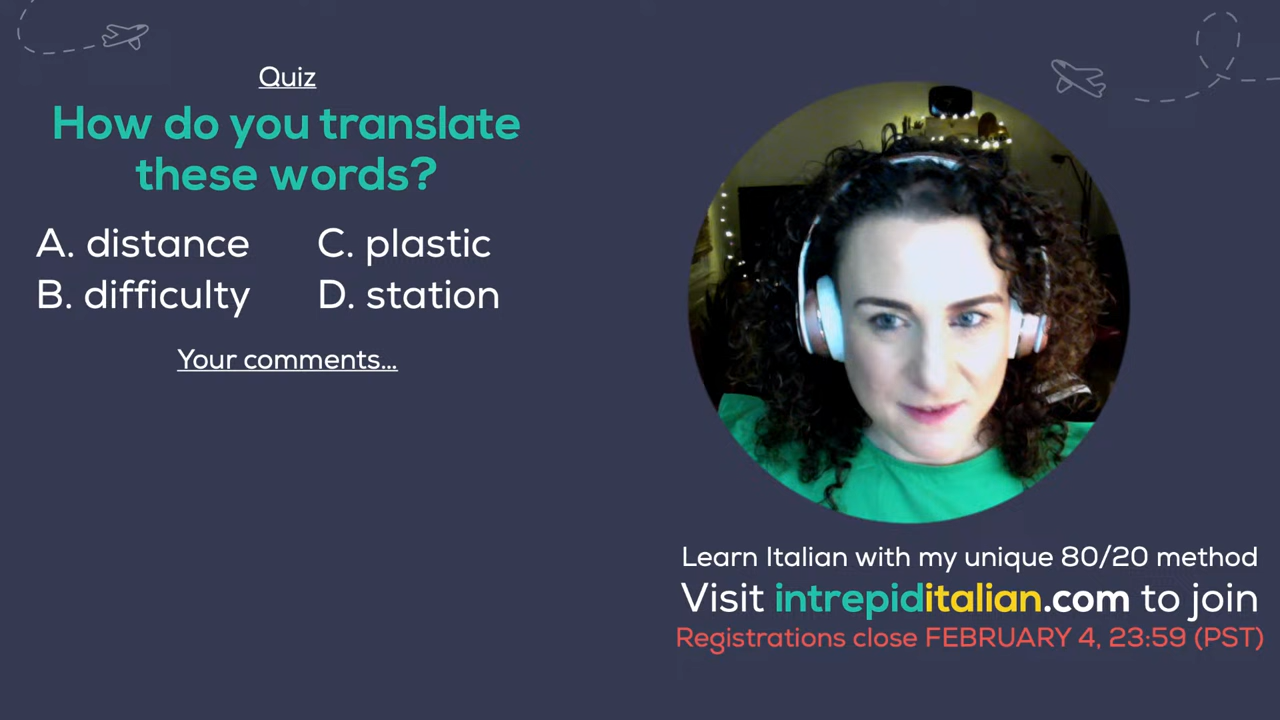 Quiz
How do you translate
these words?
A. distance
C. plastic
B. difficulty
D. station
Your comments...
Learn Italian with my unique 80/20 method
Visit intrepiditalian.com to join
Registrations close FEBRUARY 4, 23:59 (PST)